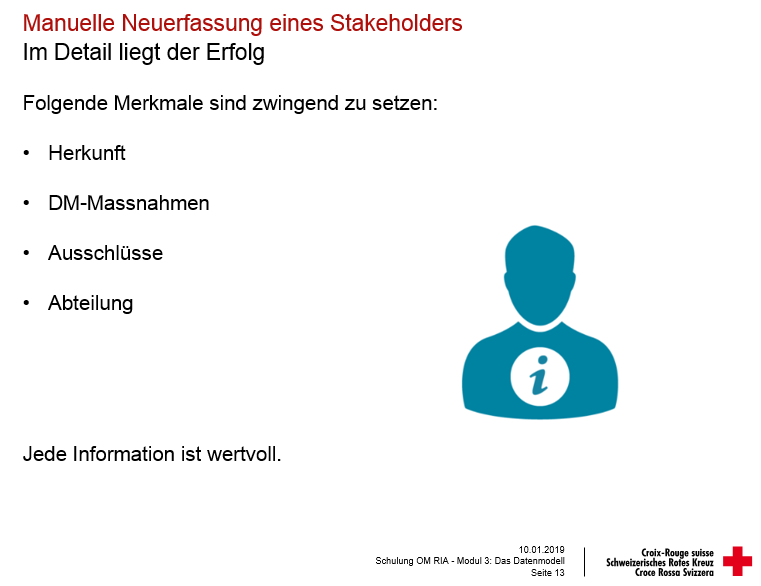 Manuelle Neuerfassung eines Stakeholders
Im Detail liegt der Erfolg
Folgende Merkmale sind zwingend zu setzen:
• Herkunft
• DM-Massnahmen
• Ausschlüsse
• Abteilung
i
Jede Information ist wertvoll.
10.01.2019
Schulung OM RIA - Modul 3: Das Datenmodell
Seite 13
Croix-Rouge suisse
Schweizerisches Rotes Kreuz
Croce Rossa Svizzera